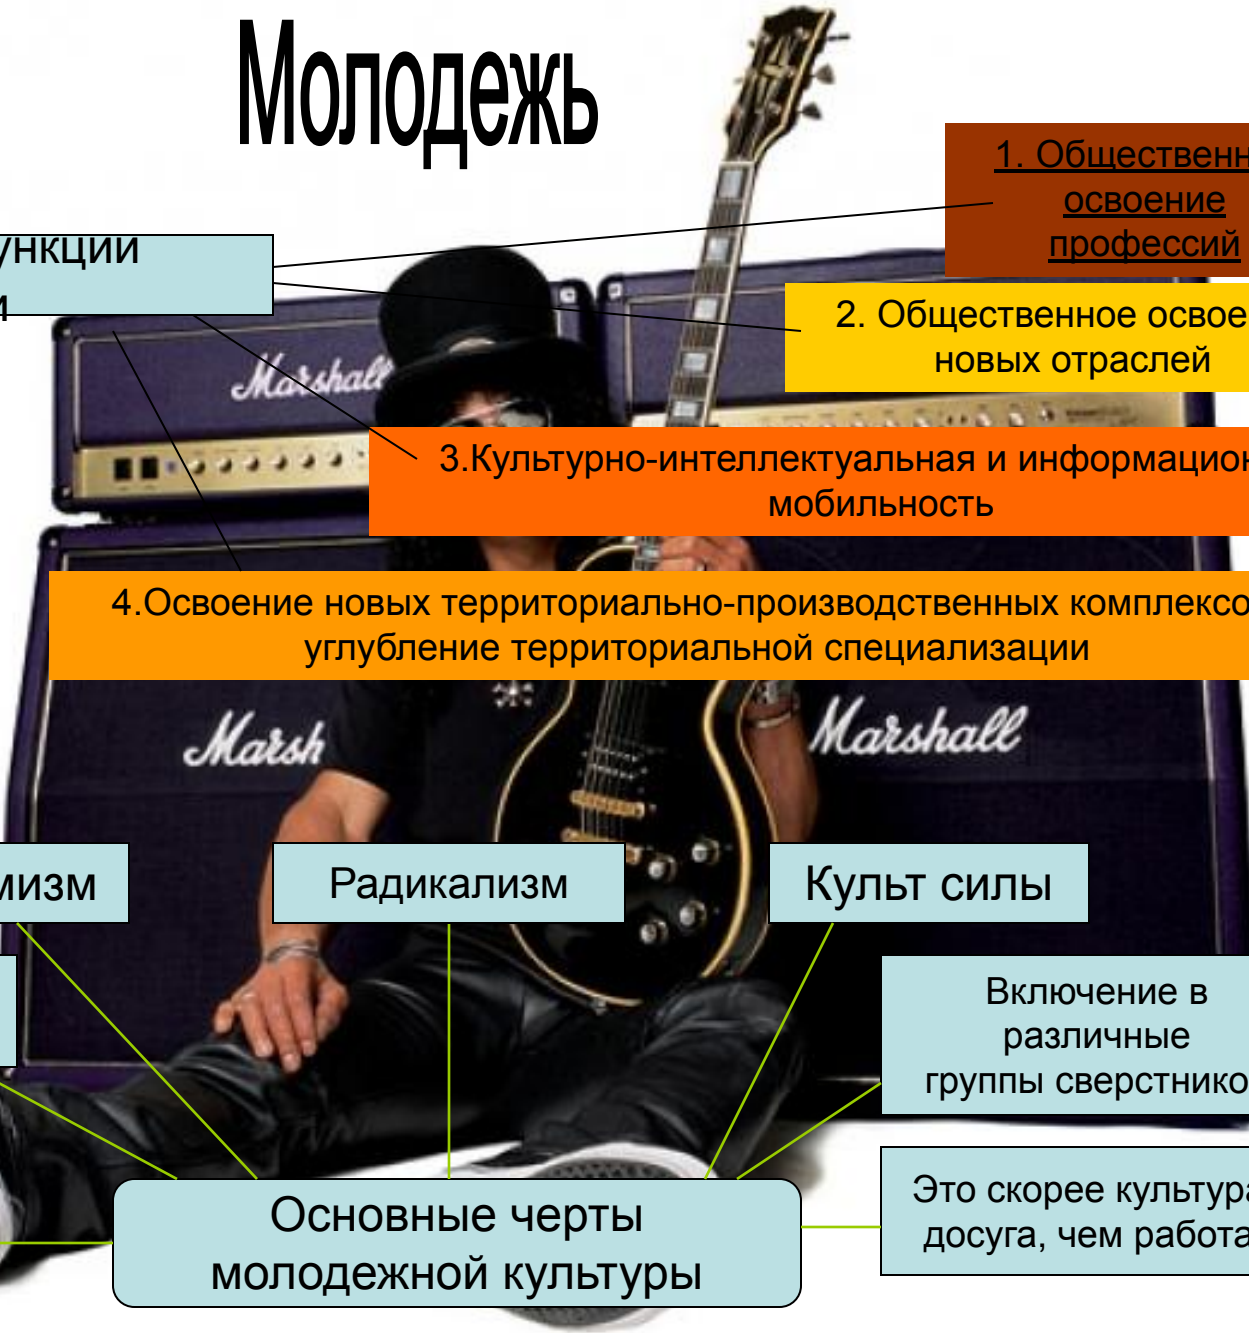 Молодежь
1. Общественн
освоение
профессий
ункции
и
2. Общественное освое
новых отраслей
Marshall
3.Культурно-интеллектуальная и информацион
мобильность
4.Освоение новых территориально-производственных комплексо
углубление территориальной специализации
Marsh
Marshall
мизм
Радикализм
Культ силы
Включение в
различные
группы сверстнико
Это скорее культура
досуга, чем работа
Основные черты
молодежной культуры